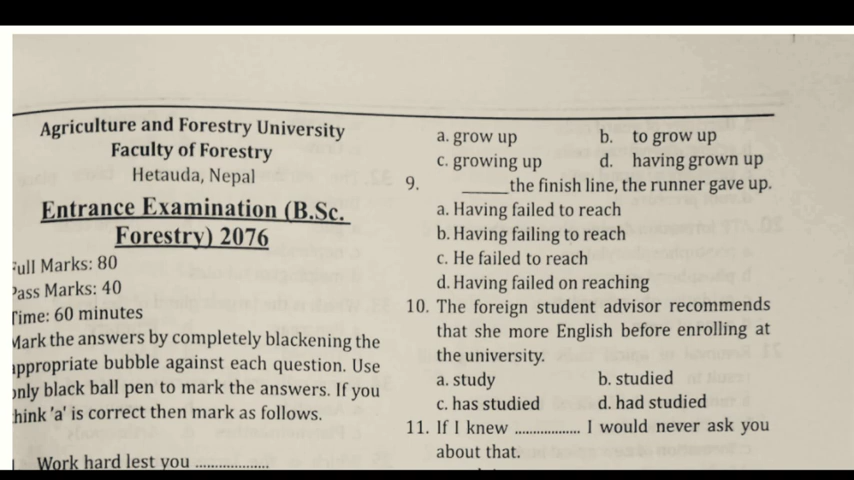 Agriculture and Forestry University
Faculty of Forestry
Hetauda, Nepal
Entrance Examination (B.Sc.
Forestry) 2076
Full Marks: 80
Pass Marks: 40
Time: 60 minutes
Mark the answers by completely blackening the
appropriate bubble against each question. Use
only black ball pen to mark the answers. If you
think 'a' is correct then mark as follows.
Work hard lest you ...................
a. grow up b. to grow up
c. growing up d. having grown up
9. ______the finish line, the runner gave up.
a. Having failed to reach
b. Having failing to reach
c. He failed to reach
d. Having failed on reaching
10. The foreign student advisor recommends
that she more English before enrolling at
the university.
a. study b. studied
c. has studied d. had studied
11. If I knew .................. I would never ask you
about that.